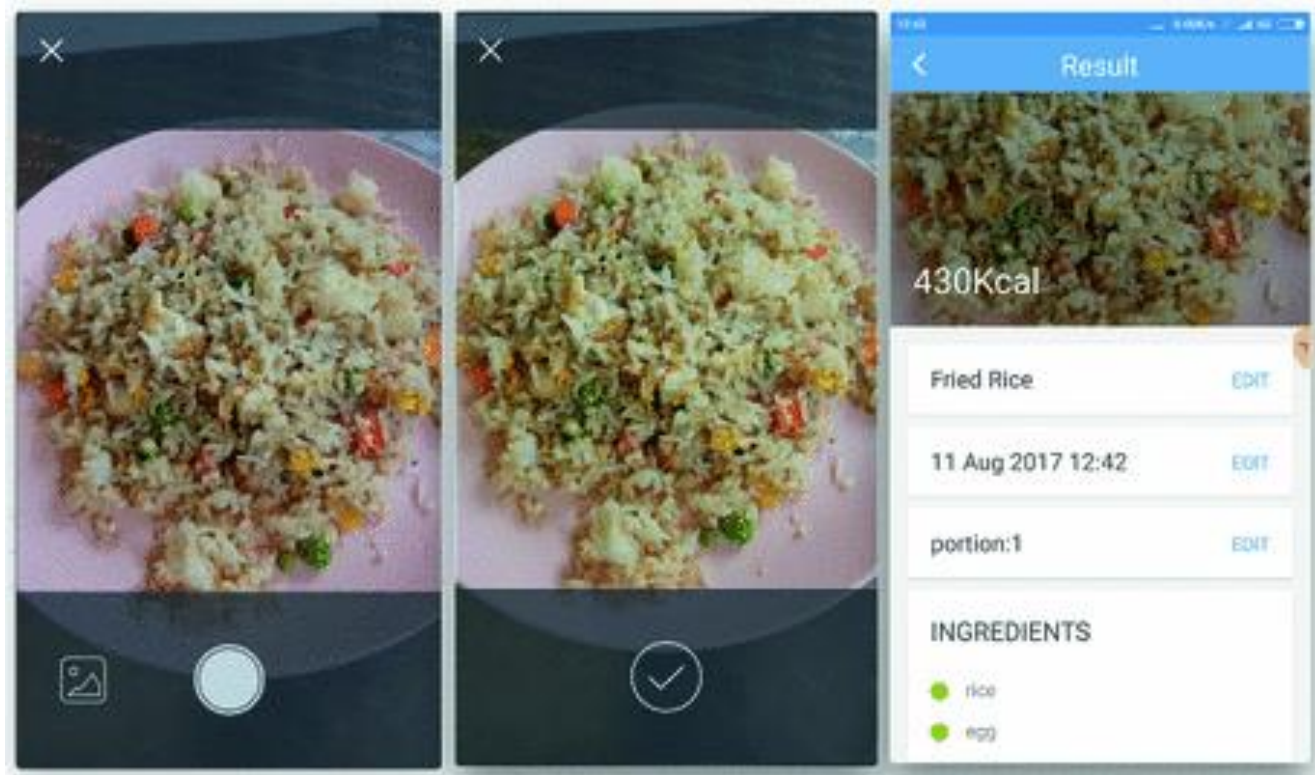 Result
430Kcal
Fried Rice EDIT
11 Aug 2017 12:42 EDIT
portion:1 EDIT
INGREDIENTS
rice
egg